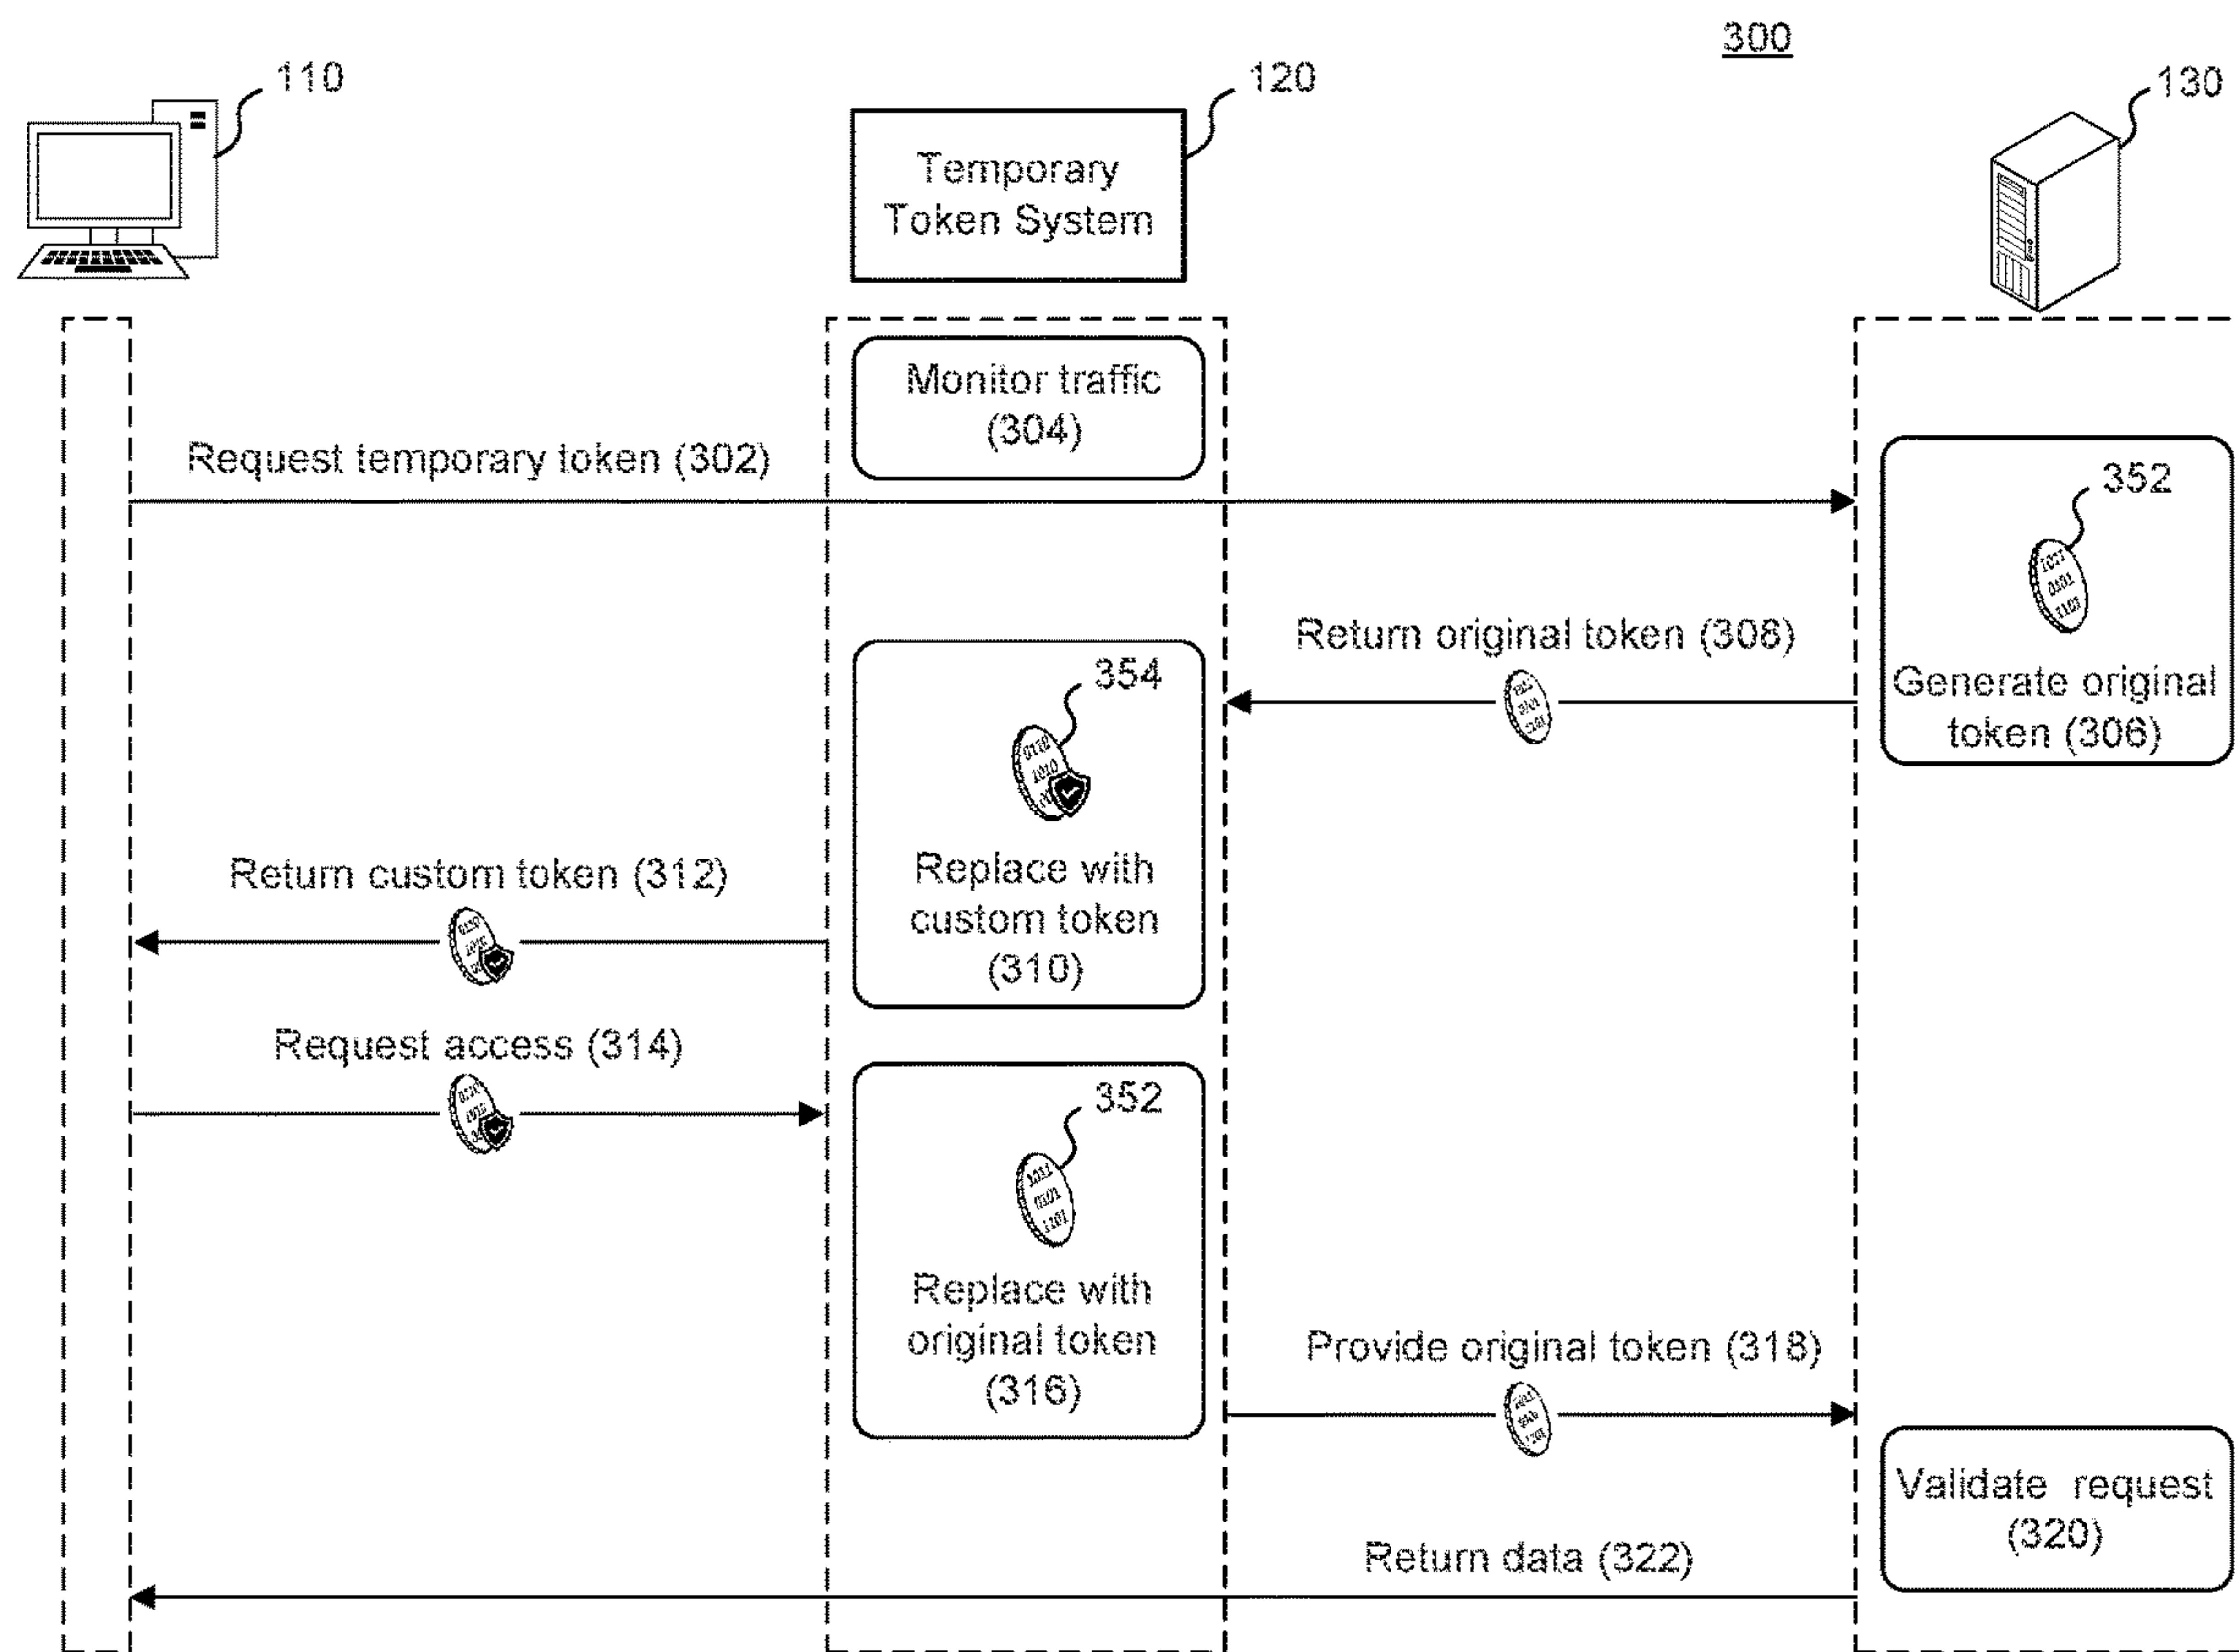 300
110
120
130
Temporary
Token System
Monitor traffic
(304)
Request temporary token (302)
352
Generate original
token (306)
Return original token (308)
354
Replace with
custom token
(310)
Return custom token (312)
Request access (314)
352
Replace with
original token
(316)
Provide original token (318)
Validate request
(320)
Return data (322)